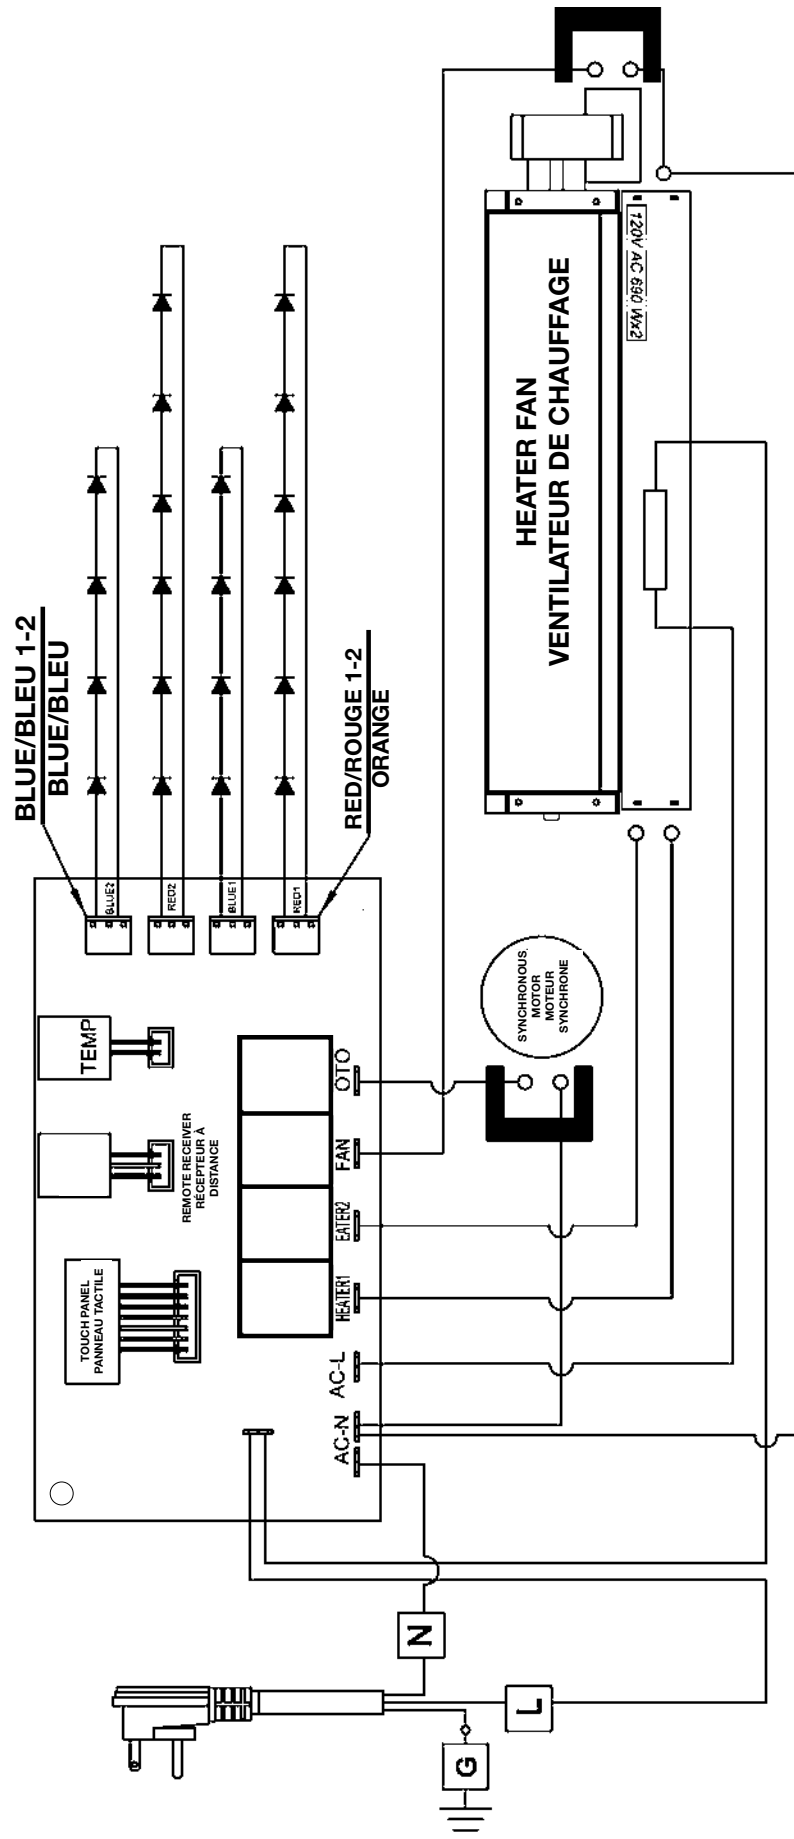 BLUE/BLEU 1-2
BLUE/BLEU
RED/ROUGE 1-2
ORANGE
BLUE2
RED2
BLUE1
RED1
TEMP
REMOTE RECEIVER
RÉCEPTEUR À
DISTANCE
TOUCH PANEL
PANNEAU TACTILE
OTO
FAN
EATER2
HEATER1
AC-L
AC-N
SYNCHRONOUS
MOTOR
MOTEUR
SYNCHRONE
HEATER FAN
VENTILATEUR DE CHAUFFAGE
120V AC 690 Wx2
N
L
G